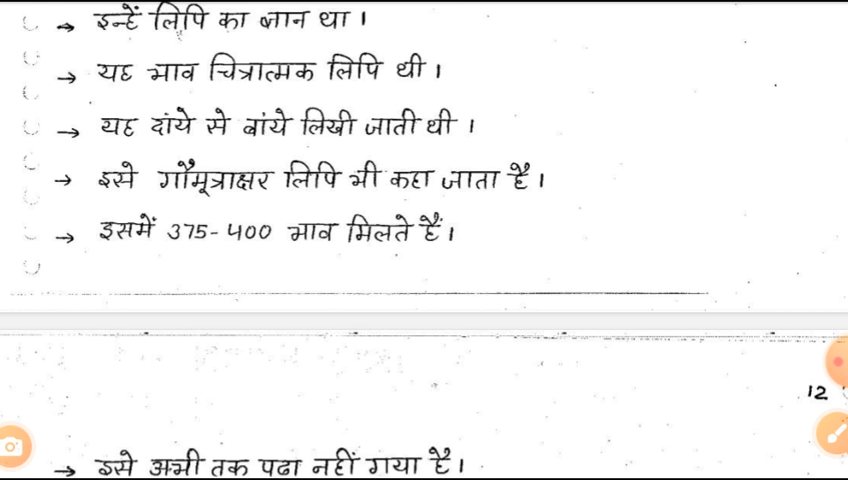 → इन्हें लिपि का ज्ञान था ।
→ यह भाव चित्रात्मक लिपि थी ।
→ यह दांये से बांये लिखी जाती थी ।
→ इसे गौमूत्राक्षर लिपि भी कहा जाता है ।
→ इसमें 375-400 भाव मिलते हैं ।
12
→ इसे अभी तक पढा नहीं गया है ।